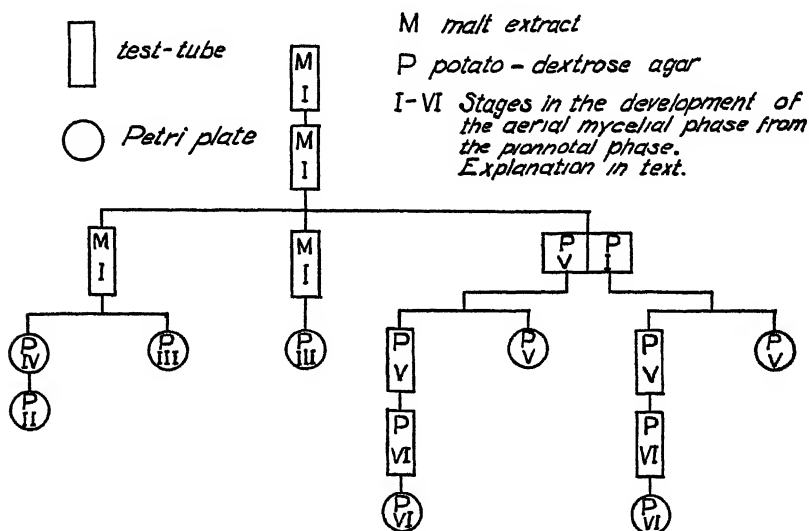 test-tube
Petri plate
M malt extract
P potato-dextrose agar
I-VI Stages in the development of
the aerial mycelial phase from
the pionnotal phase.
Explanation in text.
M
I
M
I
M
I
M
I
P
V
P
I
P
IV
P
III
P
III
P
II
P
V
P
V
P
V
P
V
P
VI
P
VI
P
VI
P
VI